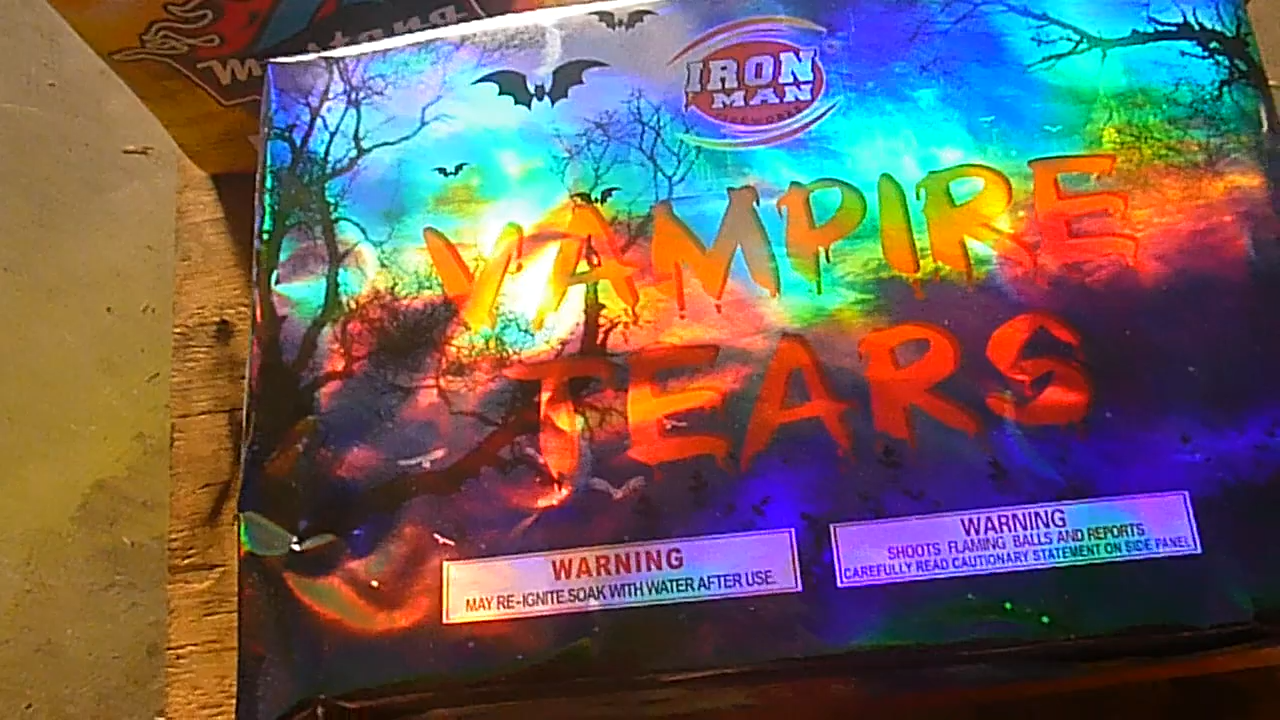 IRON
MAN
FIREWORKS
VAMPIRE
TEARS
WARNING
MAY RE-IGNITE.SOAK WITH WATER AFTER USE.
WARNING
SHOOTS FLAMING BALLS AND REPORTS
CAREFULLY READ CAUTIONARY STATEMENT ON SIDE PANEL